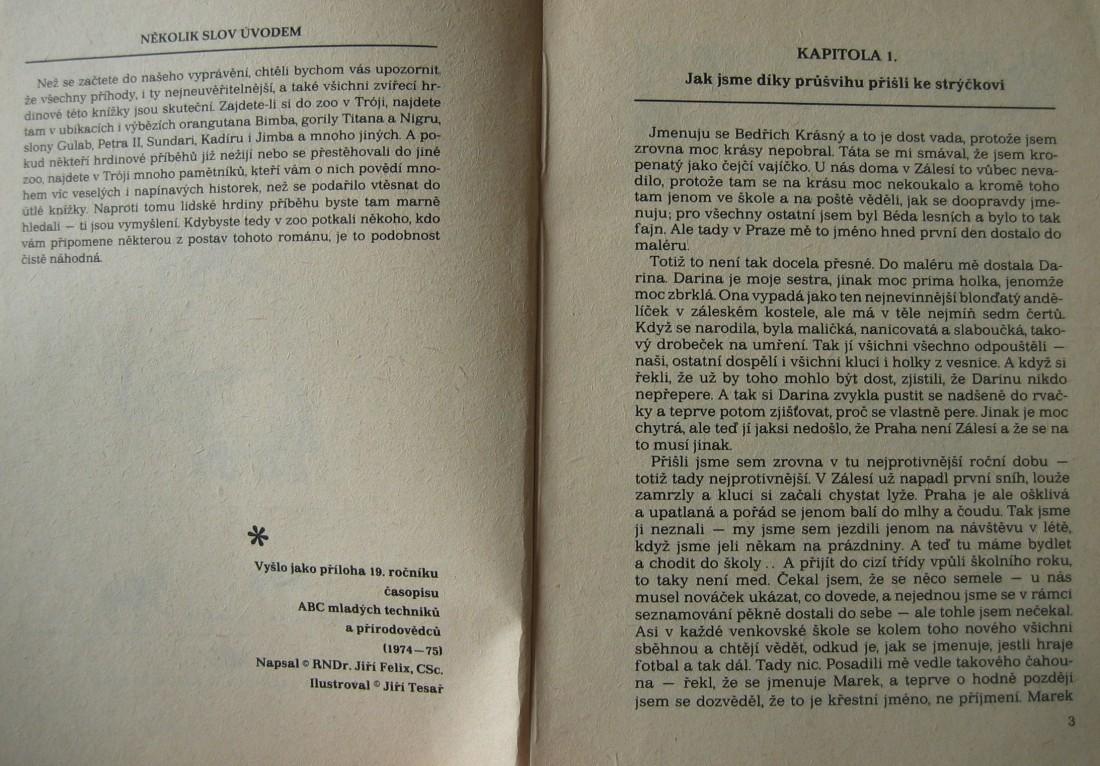 NĚKOLIK SLOV ÚVODEM
Než se začtete do našeho vyprávění, chtěli bychom vás upozornit,
že všechny příhody, i ty nejneuvěřitelnější, a také všichni zvířecí hr-
dinové této knížky jsou skuteční. Zajdete-li si do zoo v Tróji, najdete
tam v ubikacích i výbězích orangutana Bimba, gorily Titana a Nigru,
slony Gulab, Petra II, Sundari, Kadíru i Jimba a mnoho jiných. A po-
kud někteří hrdinové příběhů již nežijí nebo se přestěhovali do jiné
zoo, najdete v Tróji mnoho pamětníků, kteří vám o nich povědí mno-
hem víc veselých i napínavých historek, než se podařilo vtěsnat do
útlé knížky. Naproti tomu lidské hrdiny příběhu byste tam marně
hledali — ti jsou vymyšlení. Kdybyste tedy v zoo potkali někoho, kdo
vám připomene některou z postav tohoto románu, je to podobnost
čistě náhodná.
*
Vyšlo jako příloha 19. ročníku
časopisu
ABC mladých techniků
a přírodovědců
(1974—75)
Napsal © RNDr. Jiří Felix, CSc.
Ilustroval © Jiří Tesař
KAPITOLA 1.
Jak jsme díky průšvihu přišli ke strýčkovi
Jmenuju se Bedřich Krásný a to je dost vada, protože jsem
zrovna moc krásy nepobral. Táta se mi smával, že jsem kro-
penatý jako čejčí vajíčko. U nás doma v Zálesí to vůbec neva-
dilo, protože tam se na krásu moc nekoukalo a kromě toho
tam jenom ve škole a na poště věděli, jak se doopravdy jme-
nuju; pro všechny ostatní jsem byl Béda lesních a bylo to tak
fajn. Ale tady v Praze mě to jméno hned první den dostalo do
maléru.
Totiž to není tak docela přesné. Do maléru mě dostala Da-
rina. Darina je moje sestra, jinak moc prima holka, jenomže
moc zbrklá. Ona vypadá jako ten nejnevinnější blonďatý andě-
líček v záleském kostele, ale má v těle nejmíň sedm čertů.
Když se narodila, byla maličká, nanicovatá a slaboučká, tako-
vý drobeček na umření. Tak jí všichni všechno odpouštěli —
naši, ostatní dospělí i všichni kluci i holky z vesnice. A když si
řekli, že už by toho mohlo být dost, zjistili, že Darinu nikdo
nepřepere. A tak si Darina zvykla pustit se nadšeně do rvač-
ky a teprve potom zjišťovat, proč se vlastně pere. Jinak je moc
chytrá, ale teď jí jaksi nedošlo, že Praha není Zálesí a že se na
to musí jinak.
Přišli jsme sem zrovna v tu nejprotivnější roční dobu —
totiž tady nejprotivnější. V Zálesí už napadl první sníh, louže
zamrzly a kluci si začali chystat lyže. Praha je ale ošklivá
a upatlaná a pořád se jenom balí do mlhy a čoudu. Tak jsme
ji neznali — my jsme sem jezdili jenom na návštěvu v létě,
když jsme jeli někam na prázdniny. A teď tu máme bydlet
a chodit do školy .. A přijít do cizí třídy vpůli školního roku,
to taky není med. Čekal jsem, že se něco semele — u nás
musel nováček ukázat, co dovede, a nejednou jsme se v rámci
seznamování pěkně dostali do sebe — ale tohle jsem nečekal.
Asi v každé venkovské škole se kolem toho nového všichni
sběhnou a chtějí vědět, odkud je, jak se jmenuje, jestli hraje
fotbal a tak dál. Tady nic. Posadili mě vedle takového čahou-
na — řekl, že se jmenuje Marek, a teprve o hodně později
jsem se dozvěděl, že to je křestní jméno, ne příjmení. Marek
3